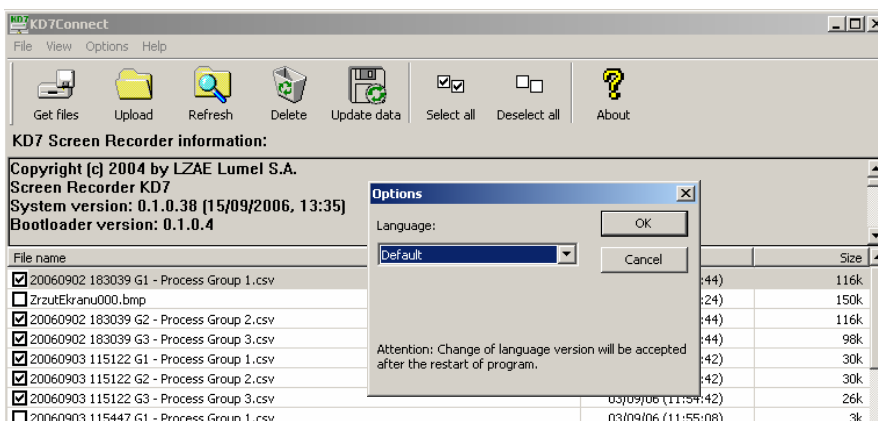 KD7Connect
File View Options Help
Get files Upload Refresh Delete Update data Select all Deselect all About
KD7 Screen Recorder information:
Copyright (c) 2004 by LZAE Lumel S.A.
Screen Recorder KD7
System version: 0.1.0.38 (15/09/2006, 13:35)
Bootloader version: 0.1.0.4
Options
Language:
Default
OK
Cancel
Attention: Change of language version will be accepted
after the restart of program.
File name Size
20060902 183039 G1 - Process Group 1.csv :44) 116k
ZrzutEkranu000.bmp :24) 150k
20060902 183039 G2 - Process Group 2.csv :44) 116k
20060902 183039 G3 - Process Group 3.csv :44) 98k
20060903 115122 G1 - Process Group 1.csv :42) 30k
20060903 115122 G2 - Process Group 2.csv :42) 30k
20060903 115122 G3 - Process Group 3.csv 03/09/06 (11:54:42) 26k
20060903 115447 G1 - Process Group 1.csv 03/09/06 (11:55:08) 3k